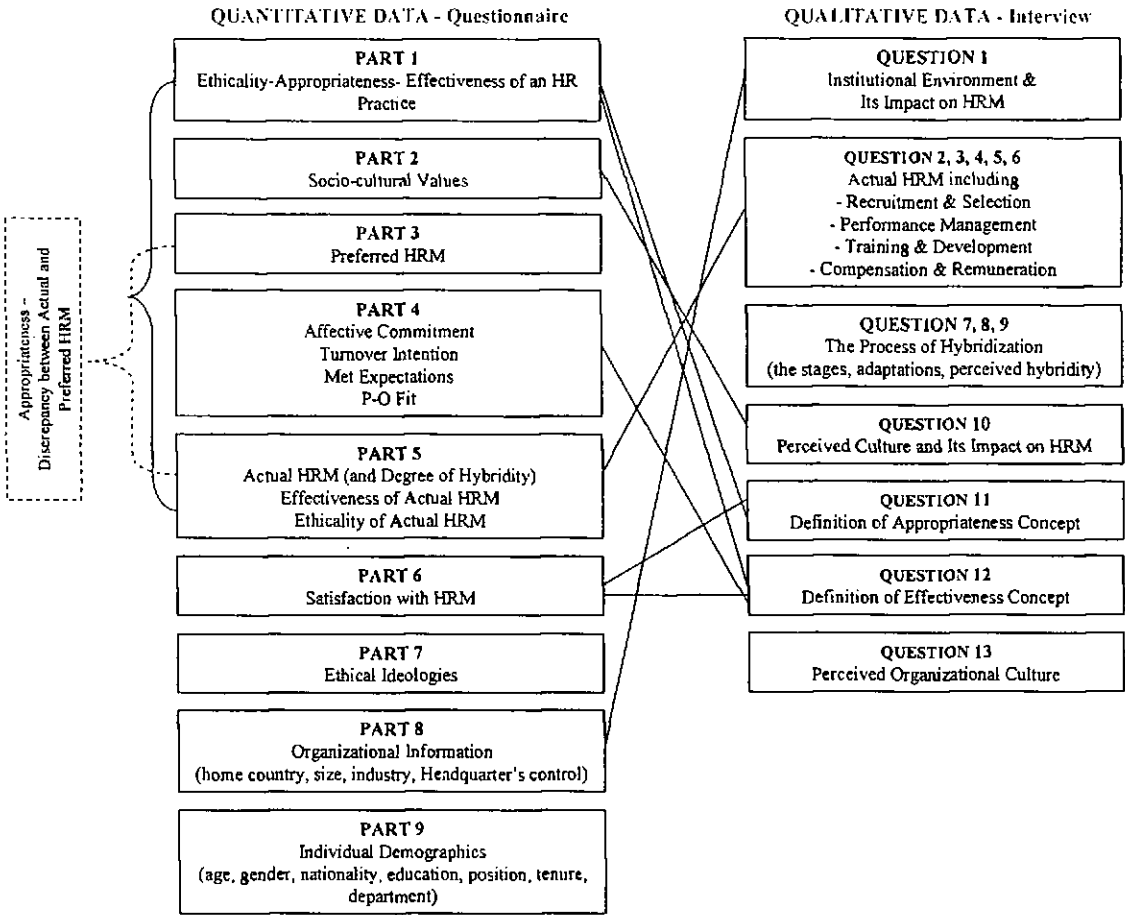 QUANTITATIVE DATA - Questionnaire
PART 1
Ethicality-Appropriateness- Effectiveness of an HR
Practice
PART 2
Socio-cultural Values
PART 3
Preferred HRM
PART 4
Affective Commitment
Turnover Intention
Met Expectations
P-O Fit
PART 5
Actual HRM (and Degree of Hybridity)
Effectiveness of Actual HRM
Ethicality of Actual HRM
PART 6
Satisfaction with HRM
PART 7
Ethical Ideologies
PART 8
Organizational Information
(home country, size, industry, Headquarter's control)
PART 9
Individual Demographics
(age, gender, nationality, education, position, tenure,
department)
Appropriateness –
Discrepancy between Actual and
Preferred HRM
QUALITATIVE DATA - Interview
QUESTION 1
Institutional Environment &
Its Impact on HRM
QUESTION 2, 3, 4, 5, 6
Actual HRM including
- Recruitment & Selection
- Performance Management
- Training & Development
- Compensation & Remuneration
QUESTION 7, 8, 9
The Process of Hybridization
(the stages, adaptations, perceived hybridity)
QUESTION 10
Perceived Culture and Its Impact on HRM
QUESTION 11
Definition of Appropriateness Concept
QUESTION 12
Definition of Effectiveness Concept
QUESTION 13
Perceived Organizational Culture